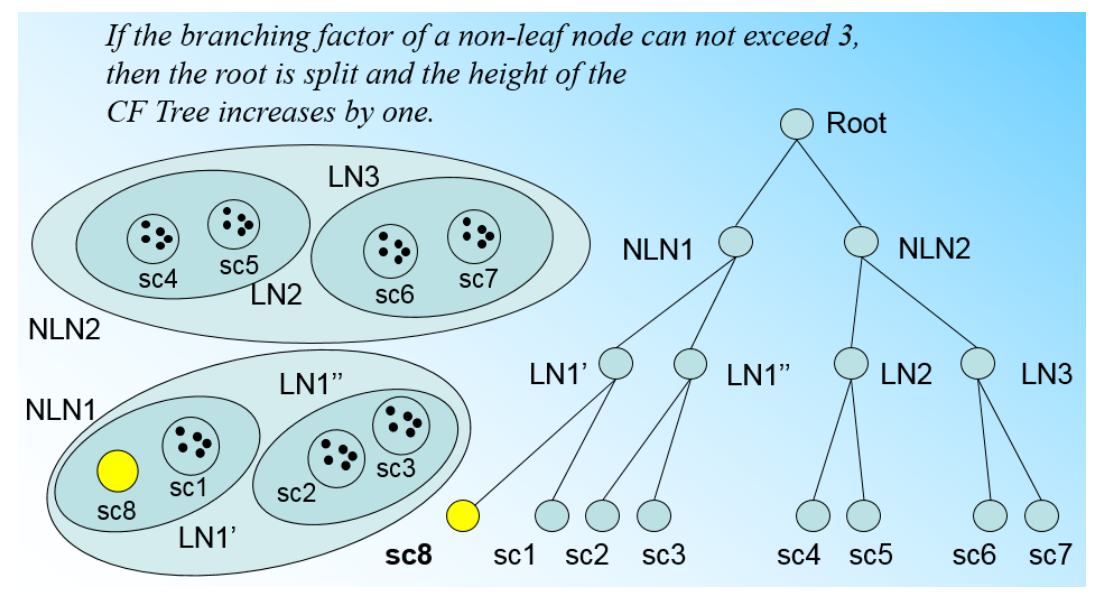 If the branching factor of a non-leaf node can not exceed 3,
then the root is split and the height of the
CF Tree increases by one.
Root
LN3
NLN1
NLN2
sc4
sc5
sc6
sc7
LN2
NLN2
LN1’
LN1”
LN2
LN3
LN1”
NLN1
sc8
sc1
sc2
sc3
LN1’
sc8
sc1
sc2
sc3
sc4
sc5
sc6
sc7